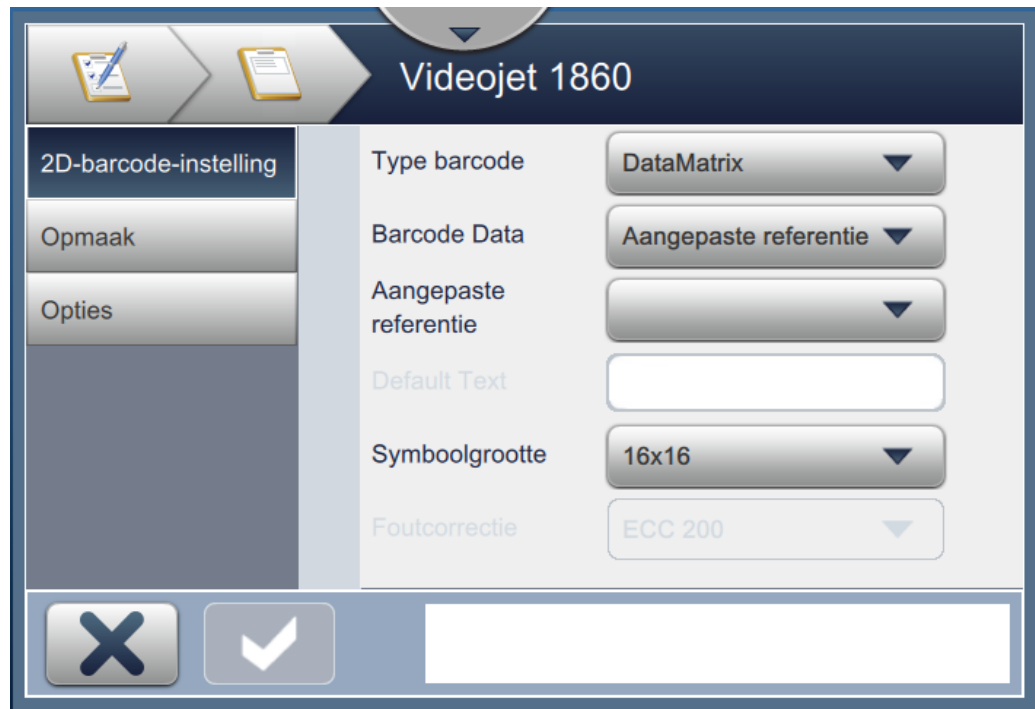 Videojet 1860
2D-barcode-instelling
Opmaak
Opties
Type barcode
DataMatrix
Barcode Data
Aangepaste referentie
Aangepaste
referentie
Default Text
Symboolgrootte
16x16
Foutcorrectie
ECC 200